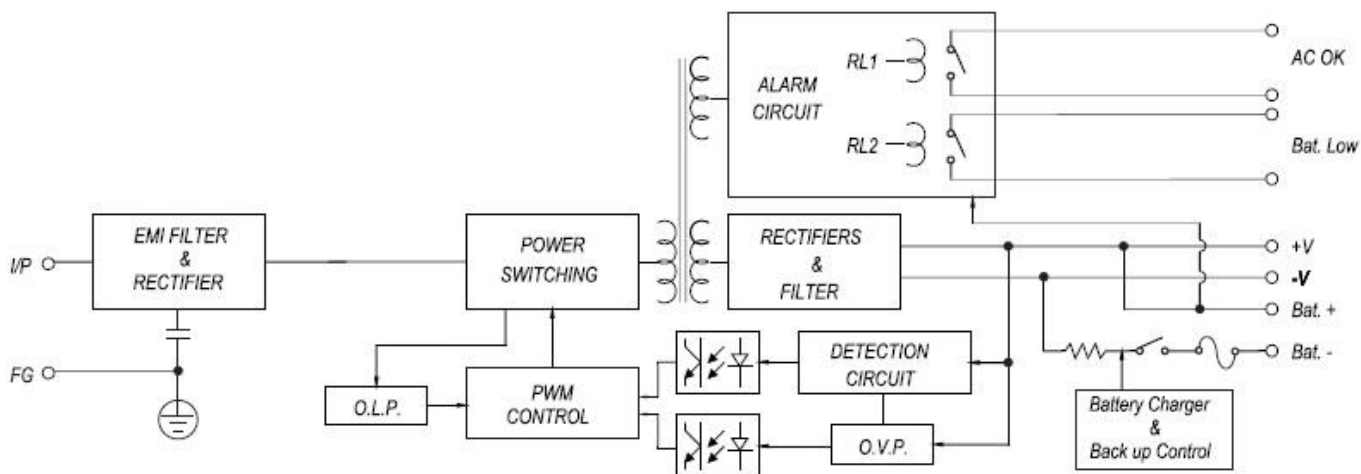 RL1
AC OK
ALARM
CIRCUIT
RL2
Bat. Low
EMI FILTER
&
RECTIFIER
POWER
SWITCHING
RECTIFIERS
&
FILTER
I/P
+V
-V
Bat. +
Bat. -
FG
O.L.P.
PWM
CONTROL
DETECTION
CIRCUIT
O.V.P.
Battery Charger
&
Back up Control